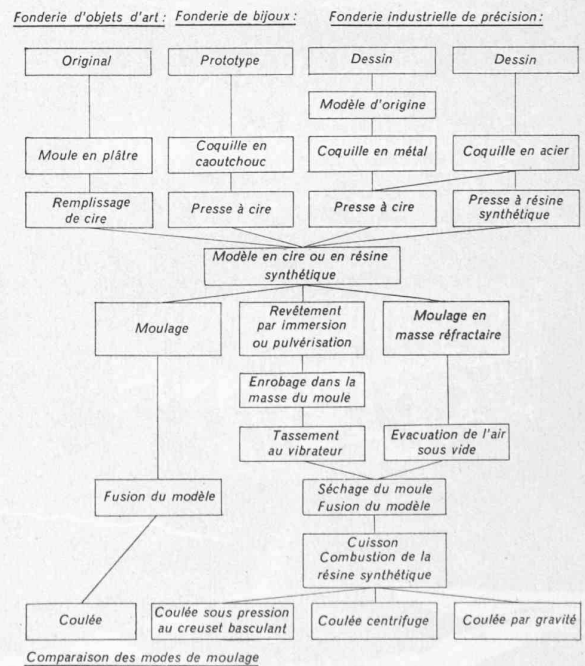 Fonderie d'objets d'art :
Fonderie de bijoux :
Fonderie industrielle de précision :
Original
Prototype
Dessin
Dessin
Modèle d'origine
Moule en plâtre
Coquille en
caoutchouc
Coquille en métal
Coquille en acier
Remplissage
de cire
Presse à cire
Presse à cire
Presse à résine
synthétique
Modèle en cire ou en résine
synthétique
Moulage
Revêtement
par immersion
ou pulvérisation
Moulage en
masse réfractaire
Enrobage dans la
masse du moule
Tassement
au vibrateur
Evacuation de l'air
sous vide
Fusion du modèle
Séchage du moule
Fusion du modèle
Cuisson
Combustion de la
résine synthétique
Coulée
Coulée sous pression
au creuset basculant
Coulée centrifuge
Coulée par gravité
Comparaison des modes de moulage